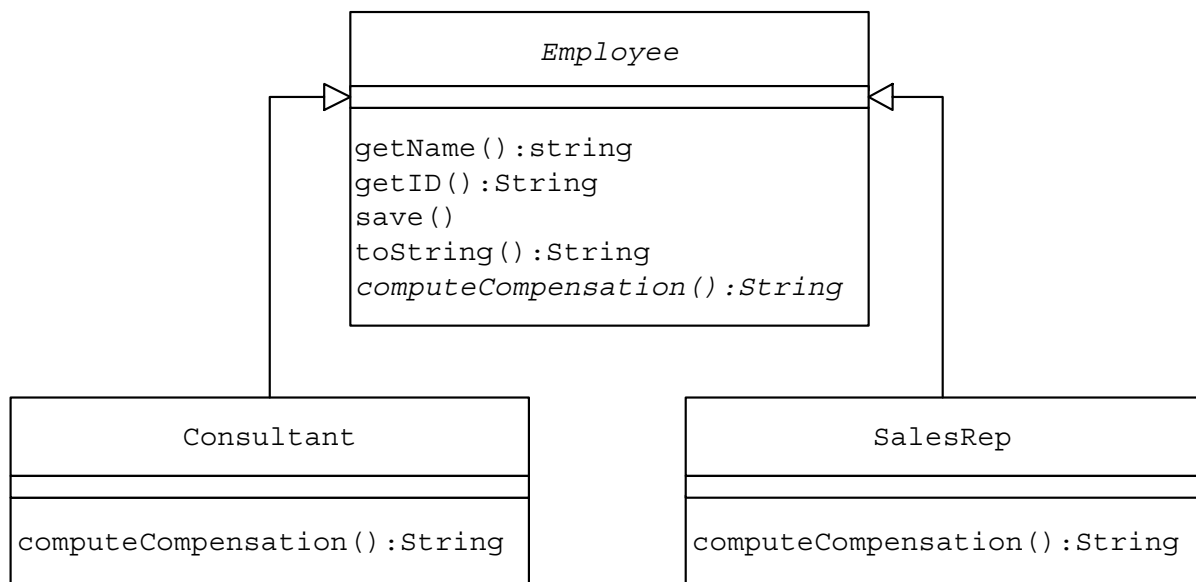 Employee
getName():string
getID():String
save()
toString():String
computeCompensation():String
Consultant
computeCompensation():String
SalesRep
computeCompensation():String